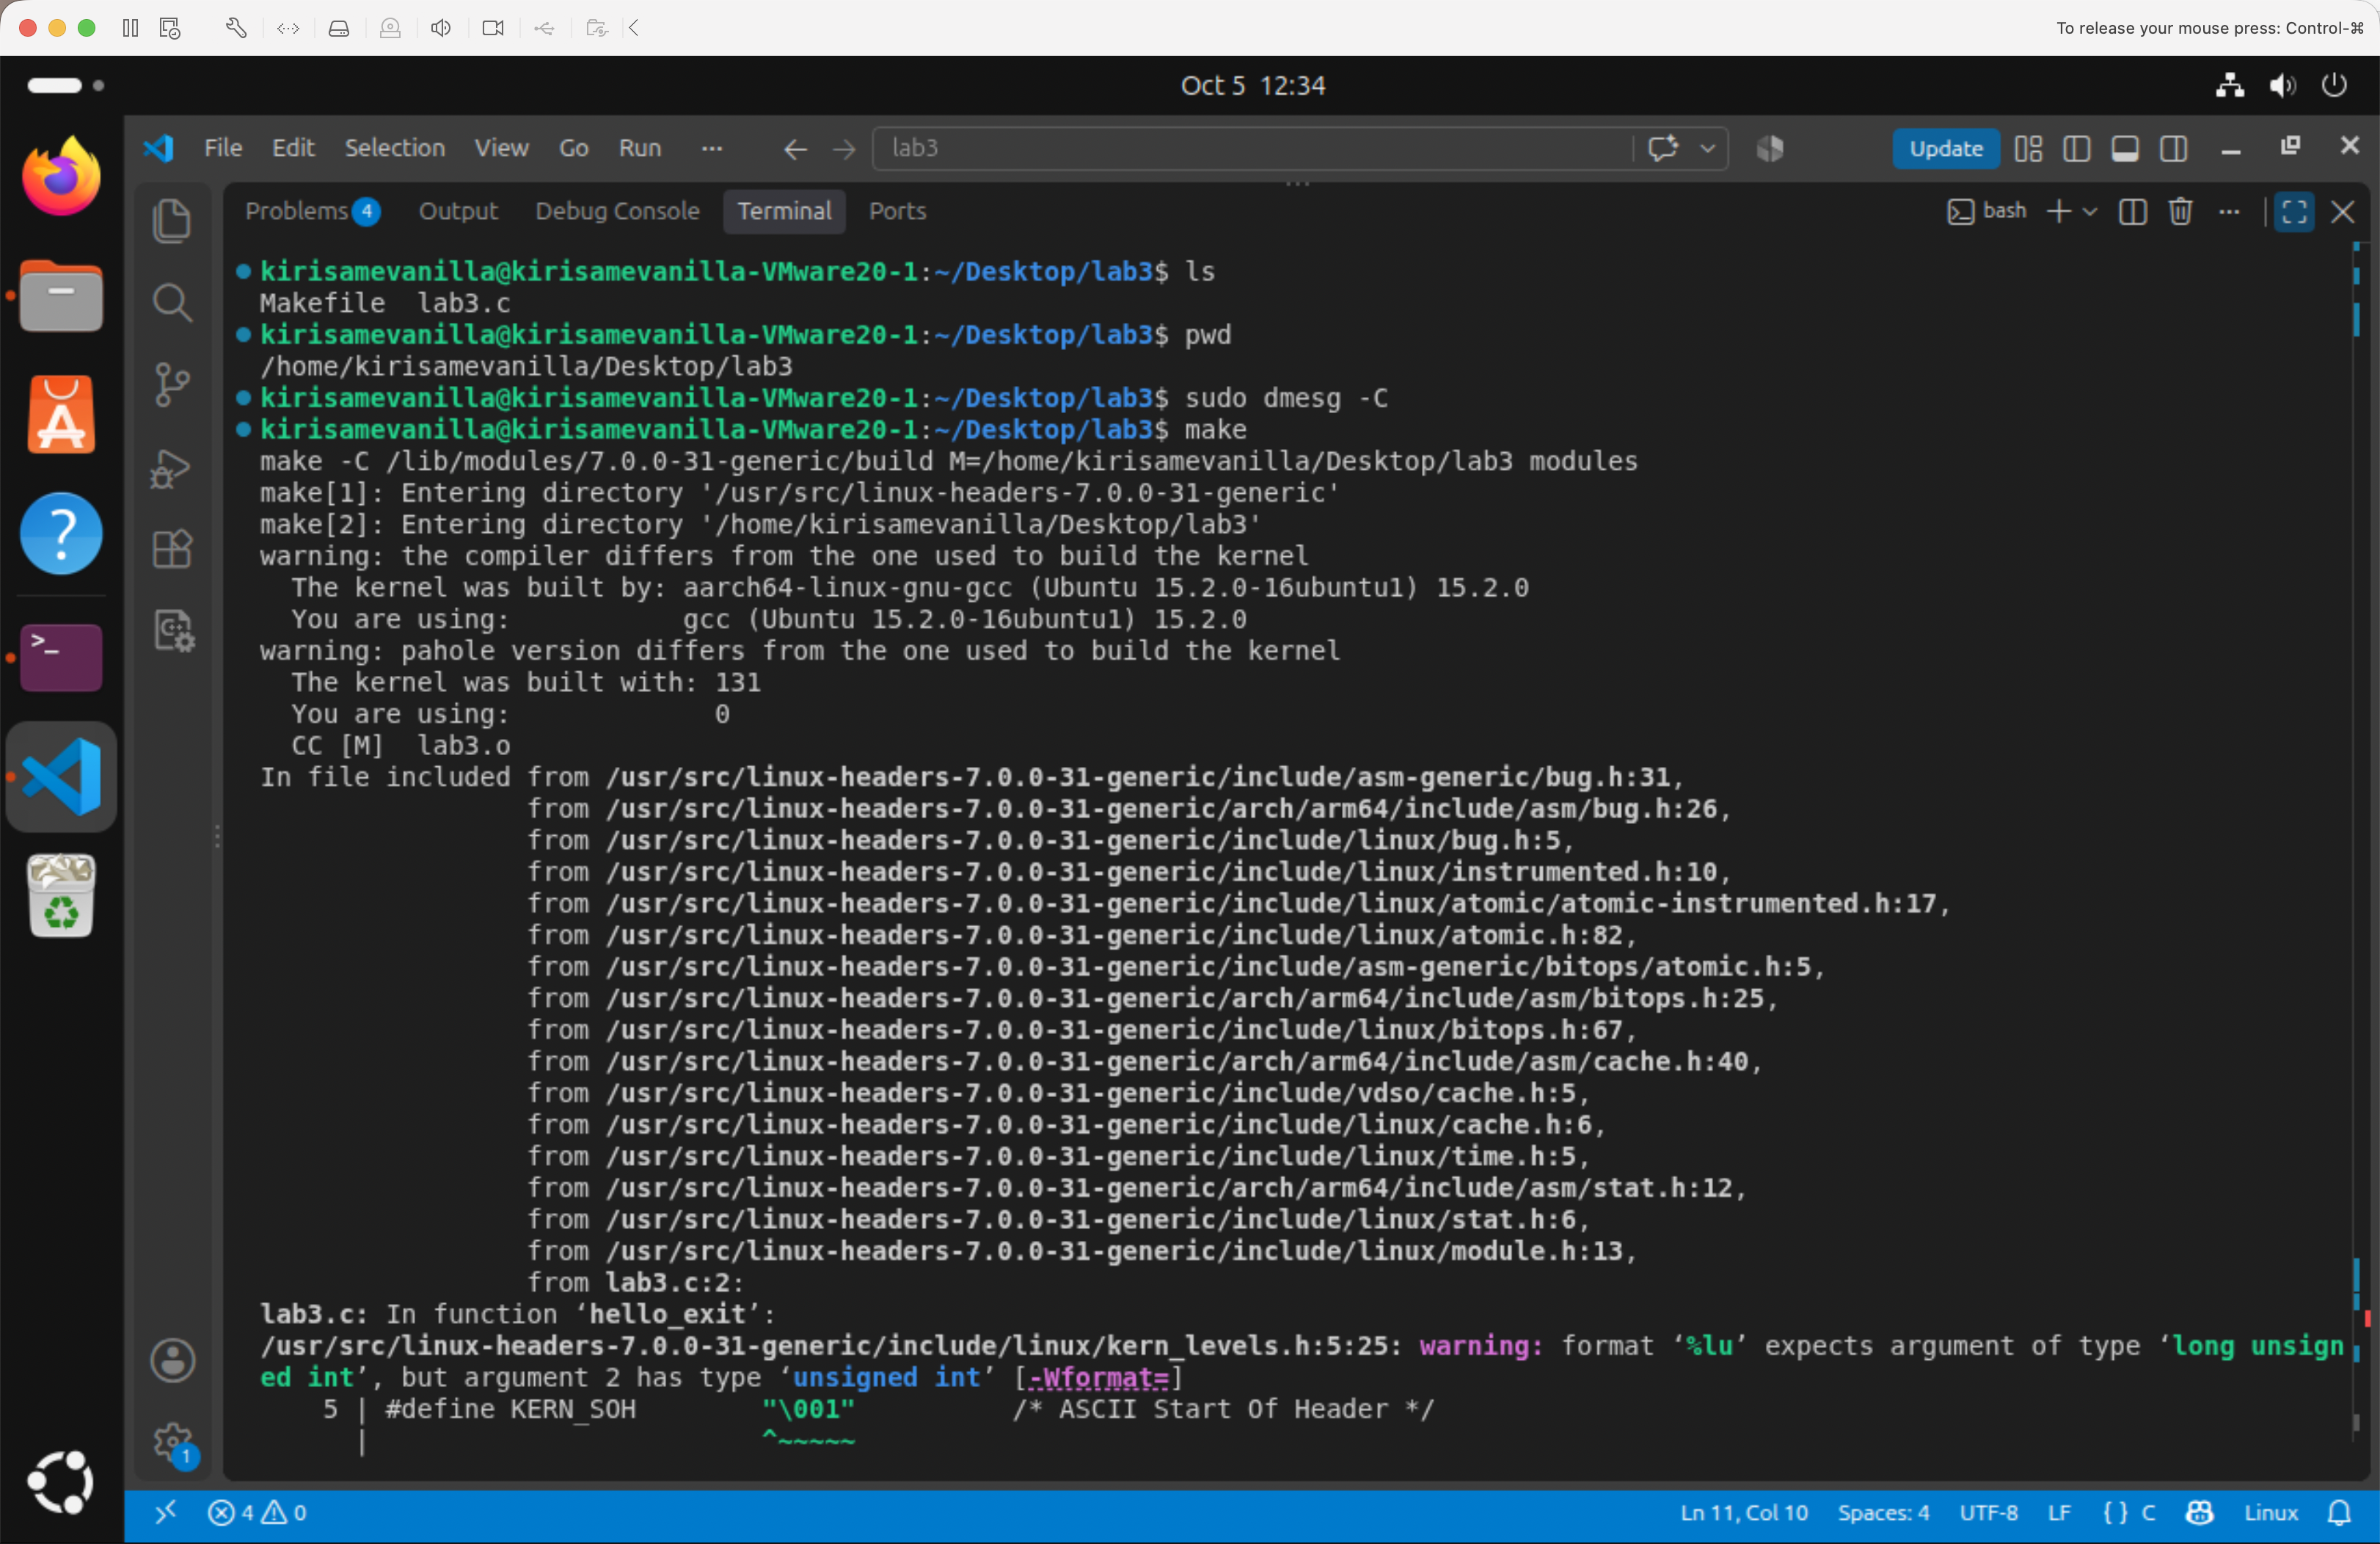 To release your mouse press: Control-⌘
Oct 5 12:34
File Edit Selection View Go Run ··· lab3 Update
Problems 4 Output Debug Console Terminal Ports bash
kirisamevanilla@kirisamevanilla-VMware20-1:~/Desktop/lab3$ ls
Makefile  lab3.c
kirisamevanilla@kirisamevanilla-VMware20-1:~/Desktop/lab3$ pwd
/home/kirisamevanilla/Desktop/lab3
kirisamevanilla@kirisamevanilla-VMware20-1:~/Desktop/lab3$ sudo dmesg -C
kirisamevanilla@kirisamevanilla-VMware20-1:~/Desktop/lab3$ make
make -C /lib/modules/7.0.0-31-generic/build M=/home/kirisamevanilla/Desktop/lab3 modules
make[1]: Entering directory '/usr/src/linux-headers-7.0.0-31-generic'
make[2]: Entering directory '/home/kirisamevanilla/Desktop/lab3'
warning: the compiler differs from the one used to build the kernel
  The kernel was built by: aarch64-linux-gnu-gcc (Ubuntu 15.2.0-16ubuntu1) 15.2.0
  You are using:           gcc (Ubuntu 15.2.0-16ubuntu1) 15.2.0
warning: pahole version differs from the one used to build the kernel
  The kernel was built with: 131
  You are using:             0
  CC [M]  lab3.o
In file included from /usr/src/linux-headers-7.0.0-31-generic/include/asm-generic/bug.h:31,
                 from /usr/src/linux-headers-7.0.0-31-generic/arch/arm64/include/asm/bug.h:26,
                 from /usr/src/linux-headers-7.0.0-31-generic/include/linux/bug.h:5,
                 from /usr/src/linux-headers-7.0.0-31-generic/include/linux/instrumented.h:10,
                 from /usr/src/linux-headers-7.0.0-31-generic/include/linux/atomic/atomic-instrumented.h:17,
                 from /usr/src/linux-headers-7.0.0-31-generic/include/linux/atomic.h:82,
                 from /usr/src/linux-headers-7.0.0-31-generic/include/asm-generic/bitops/atomic.h:5,
                 from /usr/src/linux-headers-7.0.0-31-generic/arch/arm64/include/asm/bitops.h:25,
                 from /usr/src/linux-headers-7.0.0-31-generic/include/linux/bitops.h:67,
                 from /usr/src/linux-headers-7.0.0-31-generic/arch/arm64/include/asm/cache.h:40,
                 from /usr/src/linux-headers-7.0.0-31-generic/include/vdso/cache.h:5,
                 from /usr/src/linux-headers-7.0.0-31-generic/include/linux/cache.h:6,
                 from /usr/src/linux-headers-7.0.0-31-generic/include/linux/time.h:5,
                 from /usr/src/linux-headers-7.0.0-31-generic/arch/arm64/include/asm/stat.h:12,
                 from /usr/src/linux-headers-7.0.0-31-generic/include/linux/stat.h:6,
                 from /usr/src/linux-headers-7.0.0-31-generic/include/linux/module.h:13,
                 from lab3.c:2:
lab3.c: In function ‘hello_exit’:
/usr/src/linux-headers-7.0.0-31-generic/include/linux/kern_levels.h:5:25: warning: format ‘%lu’ expects argument of type ‘long unsign
ed int’, but argument 2 has type ‘unsigned int’ [-Wformat=]
    5 | #define KERN_SOH        "\001"          /* ASCII Start Of Header */
      |                         ^~~~~~
1
4 0 Ln 11, Col 10 Spaces: 4 UTF-8 LF {} C Linux